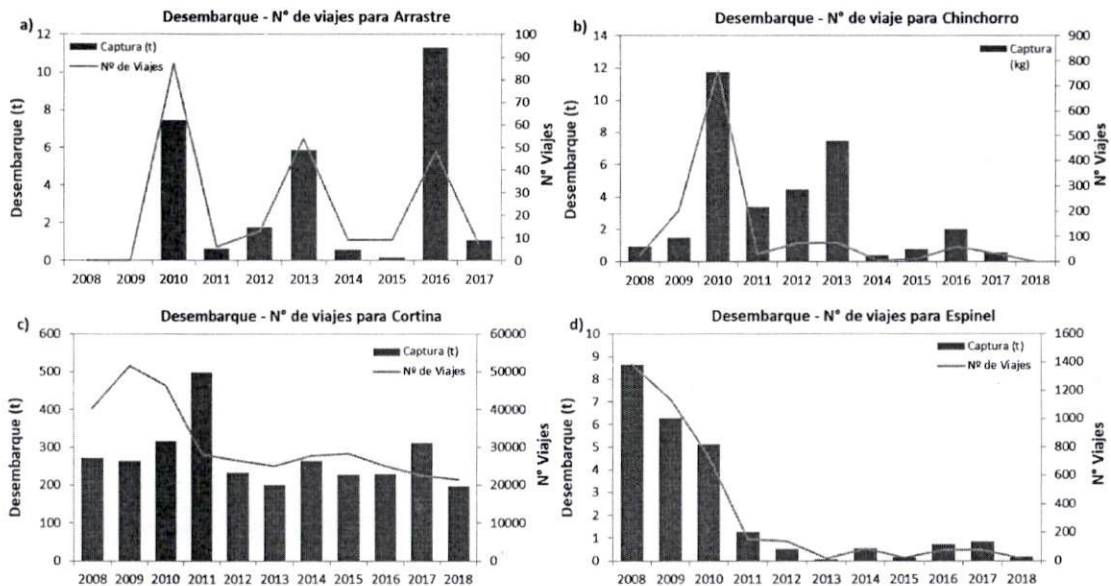 Desembarque - N° de viajes para Arrastre
a)
Captura (t)
Nº de Viajes
Desembarque (t)
12
10
8
6
4
2
0
100
90
80
70
60
50
40
30
20
10
0
N° Viajes
2008 2009 2010 2011 2012 2013 2014 2015 2016 2017
Desembarque - N° de viaje para Chinchorro
b)
Captura
(kg)
Desembarque (t)
14
12
10
8
6
4
2
0
900
800
700
600
500
400
300
200
100
0
N° Viajes
2008 2009 2010 2011 2012 2013 2014 2015 2016 2017 2018
Desembarque - N° de viajes para Cortina
c)
Captura (t)
Nº de Viajes
Desembarque (t)
600
500
400
300
200
100
0
60000
50000
40000
30000
20000
10000
0
N° Viajes
2008 2009 2010 2011 2012 2013 2014 2015 2016 2017 2018
Desembarque - N° de viajes para Espinel
d)
Captura (t)
Nº de Viajes
Desembarque (t)
10
9
8
7
6
5
4
3
2
1
0
1600
1400
1200
1000
800
600
400
200
0
N° Viajes
2008 2009 2010 2011 2012 2013 2014 2015 2016 2017 2018